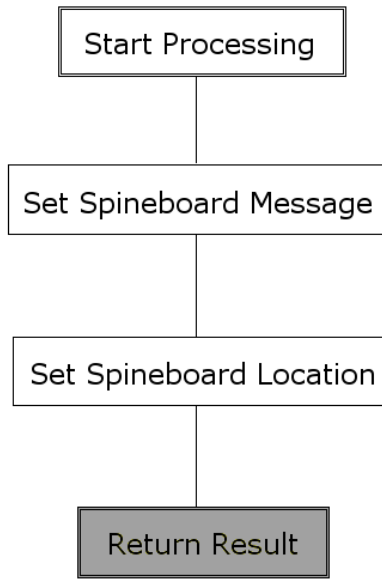 Start Processing
Set Spineboard Message
Set Spineboard Location
Return Result